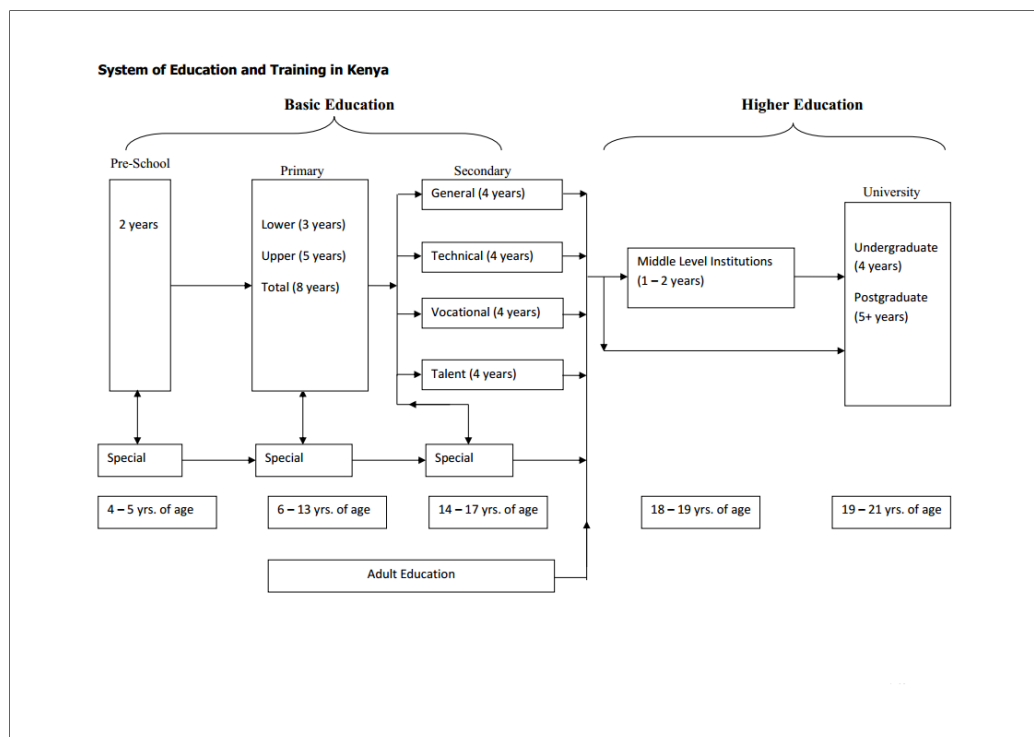 System of Education and Training in Kenya
Basic Education
Higher Education
Pre-School
Primary
Secondary
University
2 years
Lower (3 years)
Upper (5 years)
Total (8 years)
General (4 years)
Technical (4 years)
Vocational (4 years)
Talent (4 years)
Middle Level Institutions
(1 – 2 years)
Undergraduate
(4 years)
Postgraduate
(5+ years)
Special
Special
Special
4 – 5 yrs. of age
6 – 13 yrs. of age
14 – 17 yrs. of age
18 – 19 yrs. of age
19 – 21 yrs. of age
Adult Education